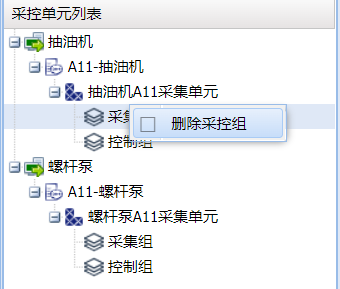 采控单元列表
抽油机
A11-抽油机
抽油机A11采集单元
采
删除采控组
控制组
螺杆泵
A11-螺杆泵
螺杆泵A11采集单元
采集组
控制组